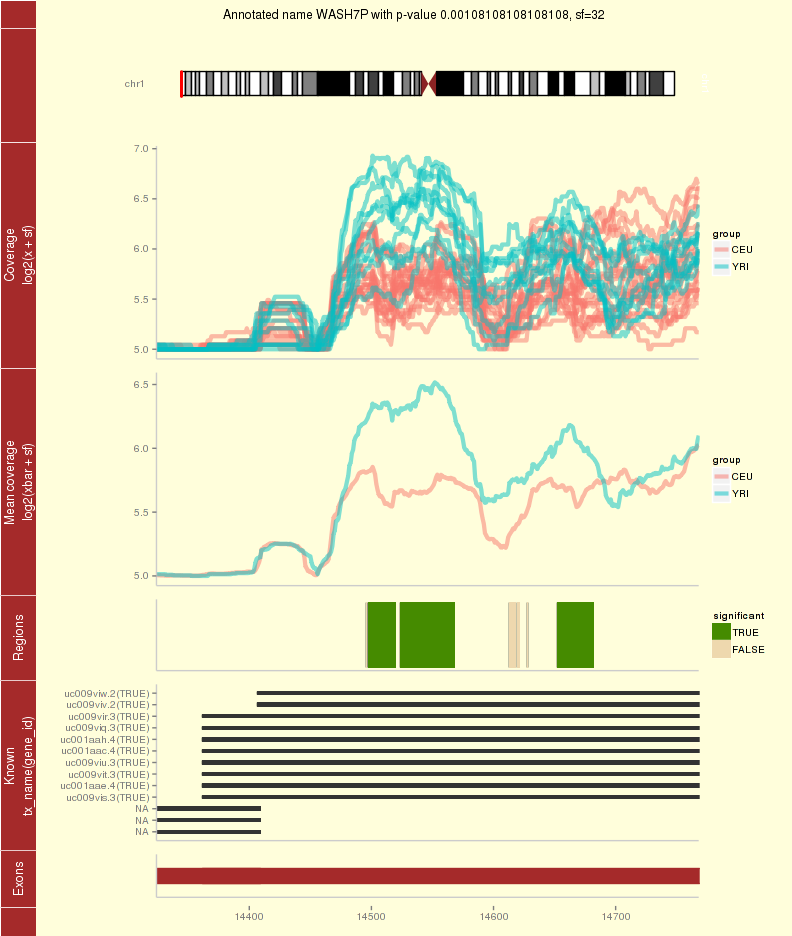 Annotated name WASH7P with p-value 0.00108108108108108, sf=32
chr1
Coverage
log2(x + sf)
7.0
6.5
6.0
5.5
5.0
group
CEU
YRI
Mean coverage
log2(xbar + sf)
6.5
6.0
5.5
5.0
group
CEU
YRI
Regions
significant
TRUE
FALSE
Known
tx_name(gene_id)
uc009viw.2(TRUE)
uc009viv.2(TRUE)
uc009vir.3(TRUE)
uc009viq.3(TRUE)
uc001aah.4(TRUE)
uc001aac.4(TRUE)
uc009viu.3(TRUE)
uc009vit.3(TRUE)
uc001aae.4(TRUE)
uc009vis.3(TRUE)
NA
NA
NA
Exons
14400 14500 14600 14700